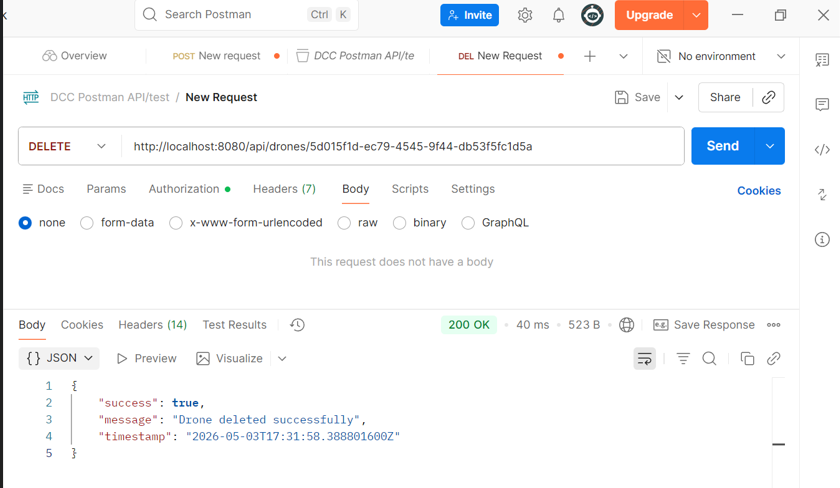 Search Postman Ctrl K Invite Upgrade
Overview POST New request DCC Postman API/te DEL New Request No environment
HTTP DCC Postman API/test / New Request Save Share
DELETE http://localhost:8080/api/drones/5d015f1d-ec79-4545-9f44-db53f5fc1d5a Send
Docs Params Authorization Headers (7) Body Scripts Settings Cookies
none form-data x-www-form-urlencoded raw binary GraphQL
This request does not have a body
Body Cookies Headers (14) Test Results 200 OK • 40 ms • 523 B • e.g. Save Response
{} JSON Preview Visualize
1 {
2 "success": true,
3 "message": "Drone deleted successfully",
4 "timestamp": "2026-05-03T17:31:58.388801600Z"
5 }